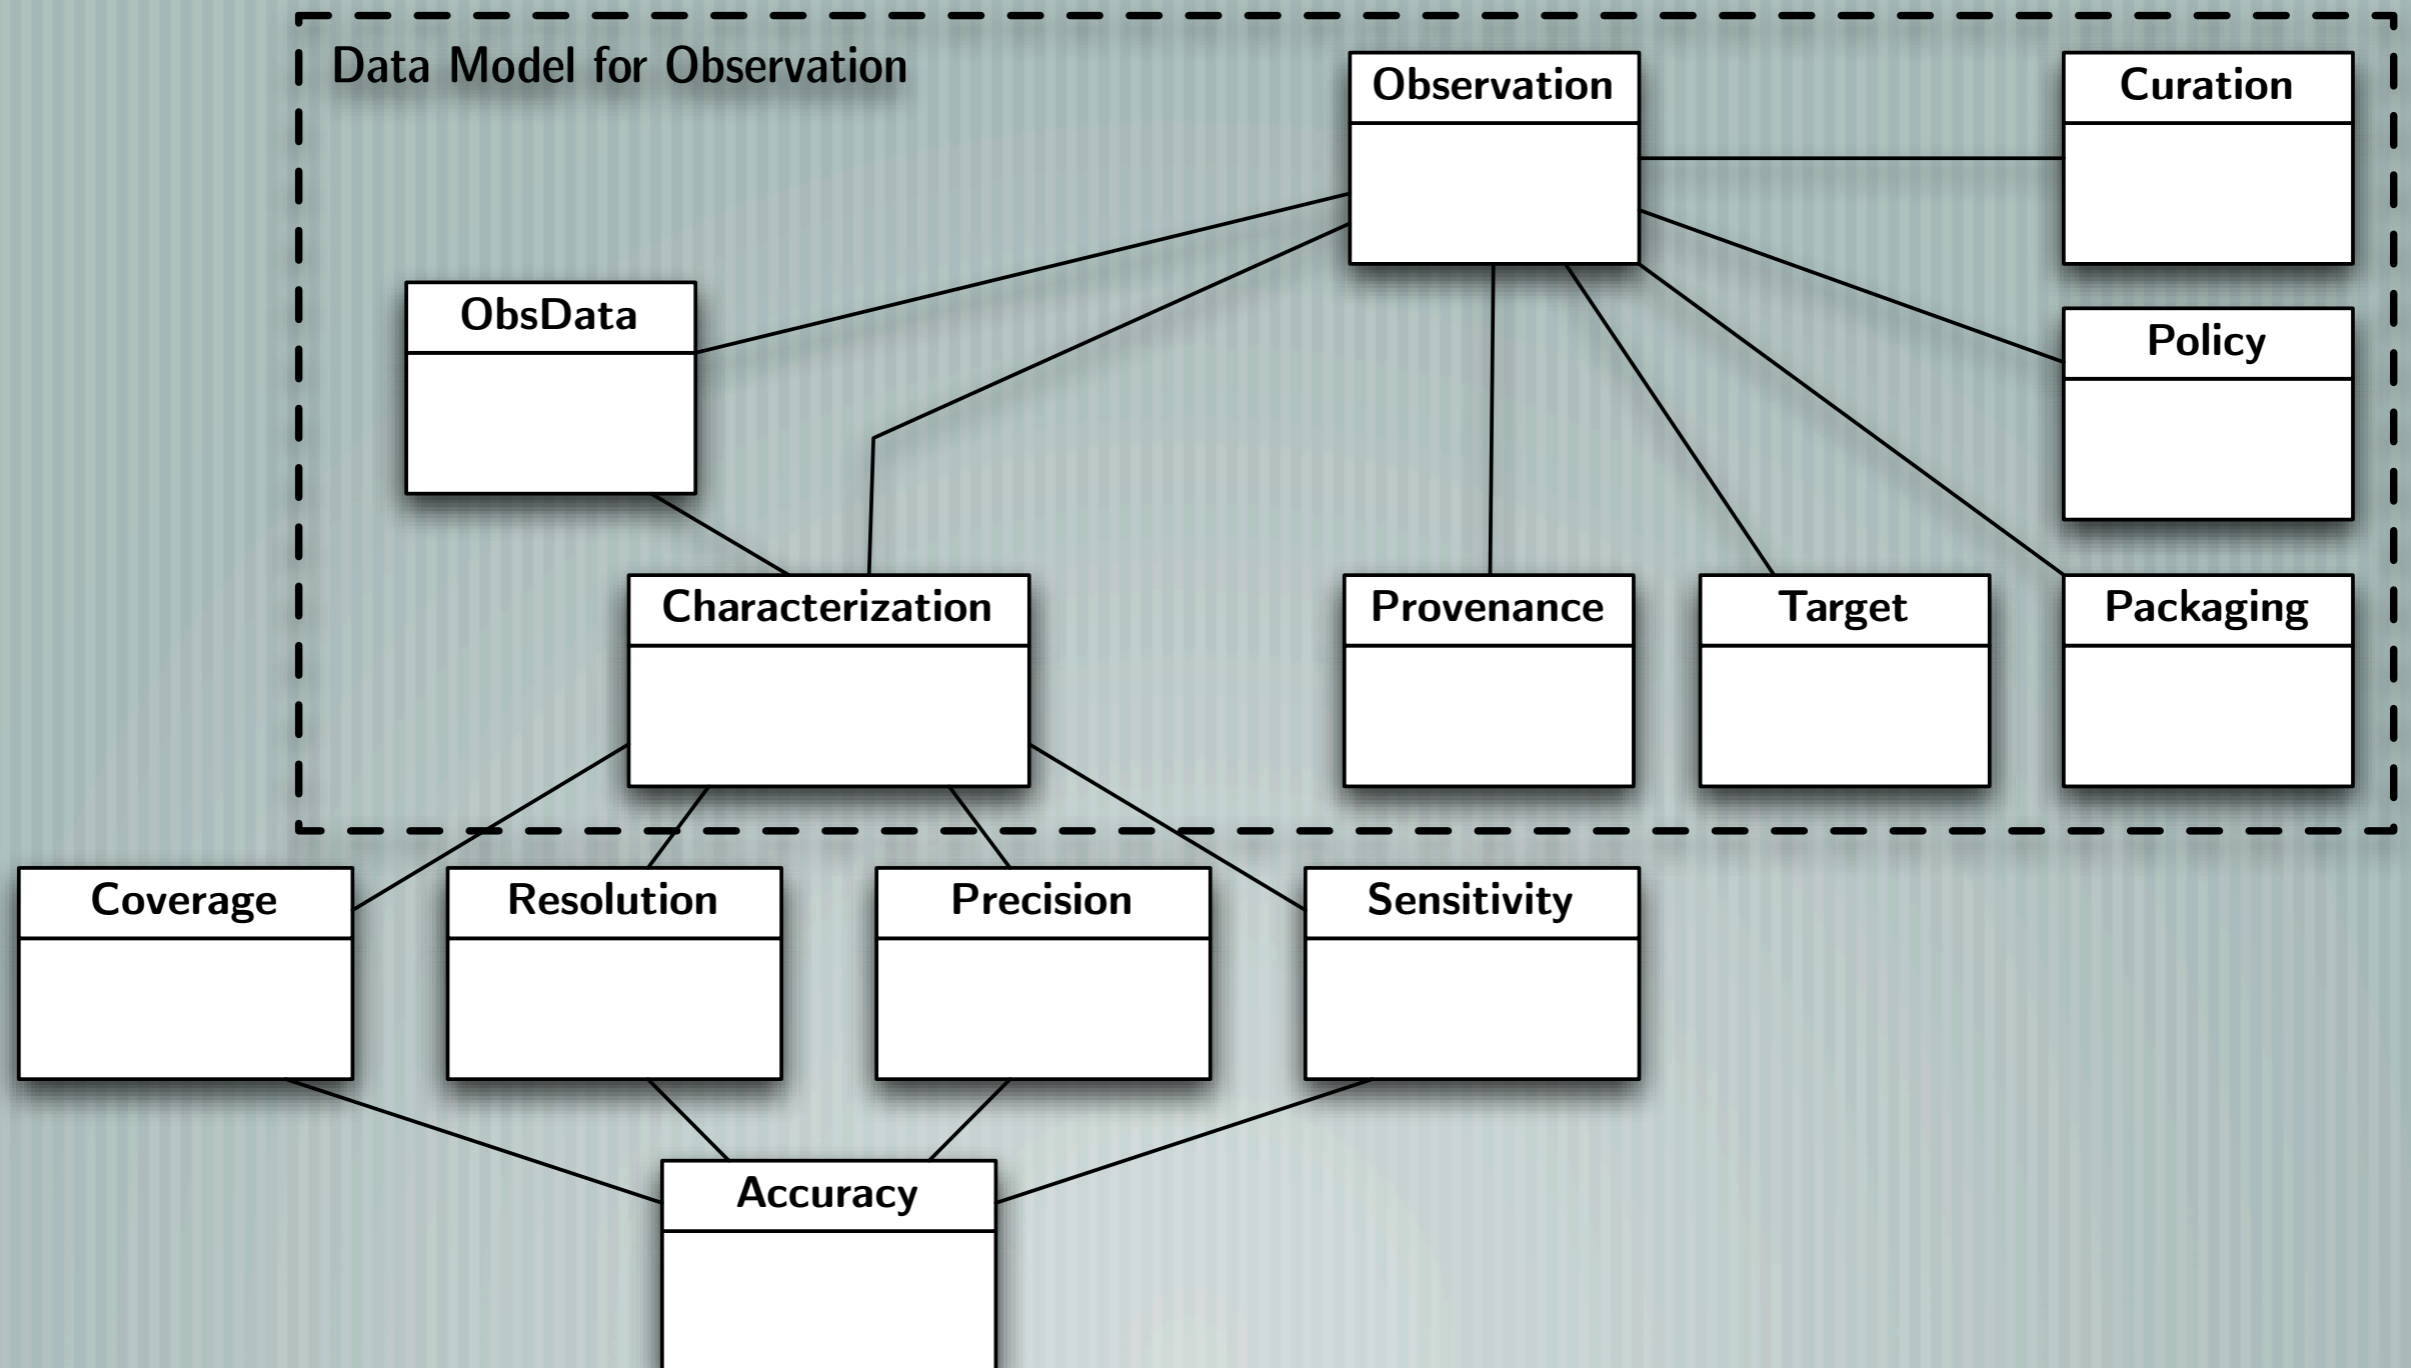 Data Model for Observation
Observation
Curation
ObsData
Policy
Characterization
Provenance
Target
Packaging
Coverage
Resolution
Precision
Sensitivity
Accuracy